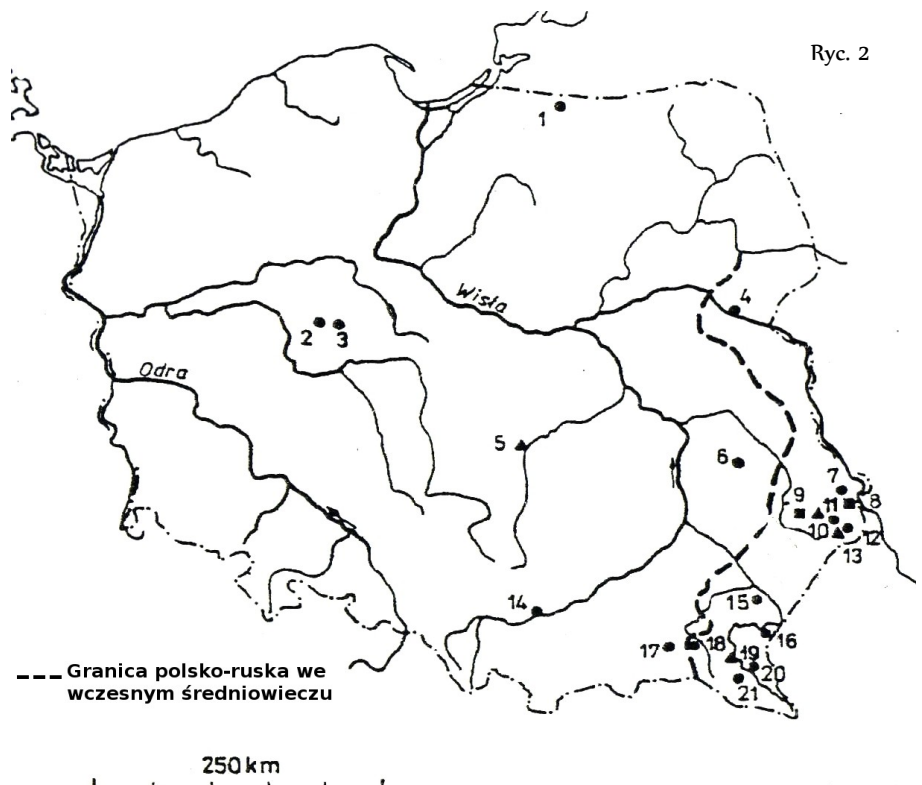 Ryc. 2
1
Wisła
4
2 3
Odra
5
6
7
9 11 8
10 12
13
14
15
16
17 18 19
20
21
Granica polsko-ruska we
wczesnym średniowieczu
250 km